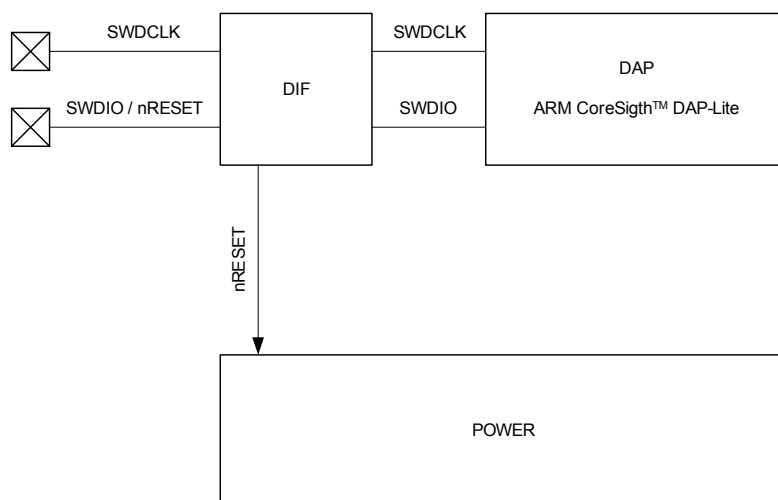 SWDCLK
SWDCLK
DIF
DAP
ARM CoreSigth™ DAP-Lite
SWDIO / nRESET
SWDIO
nRESET
POWER